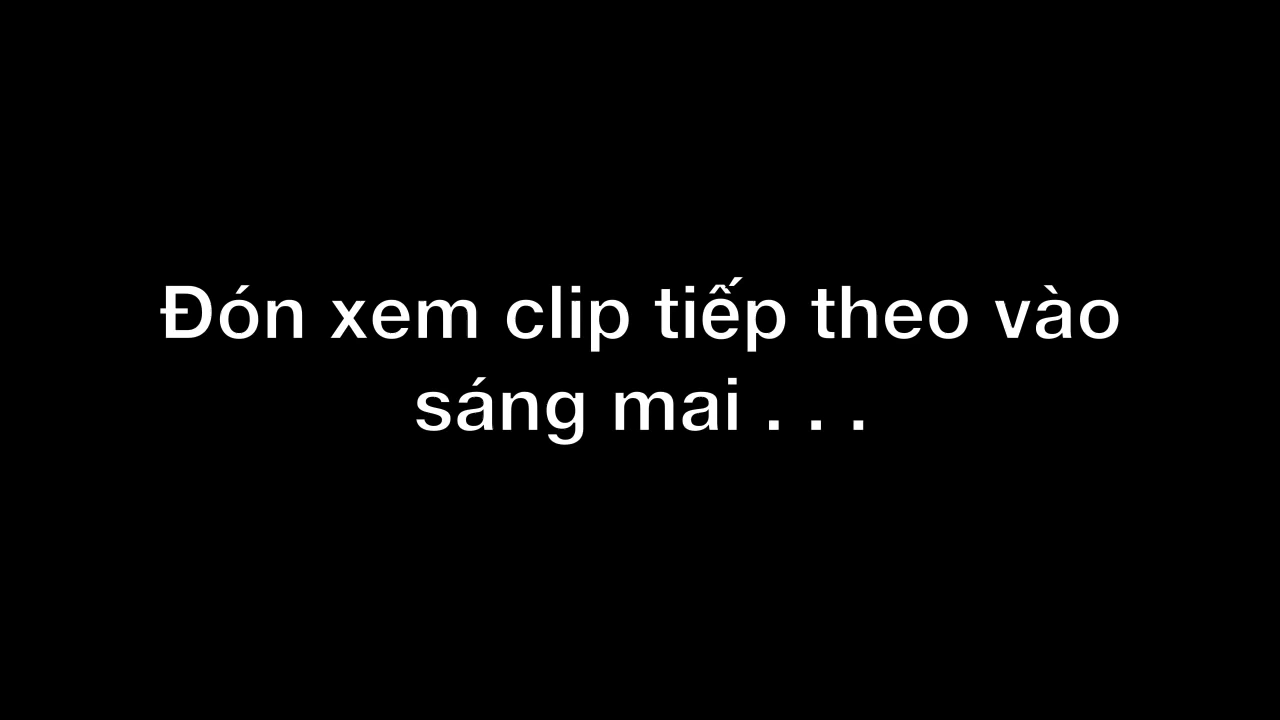 Đón xem clip tiếp theo vào
sáng mai . . .